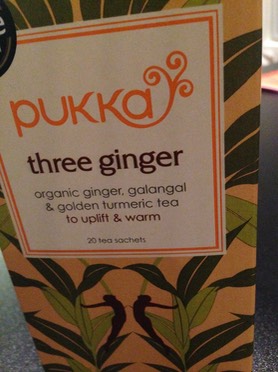 pukka
three ginger
organic ginger, galangal
& golden turmeric tea
to uplift & warm
20 tea sachets